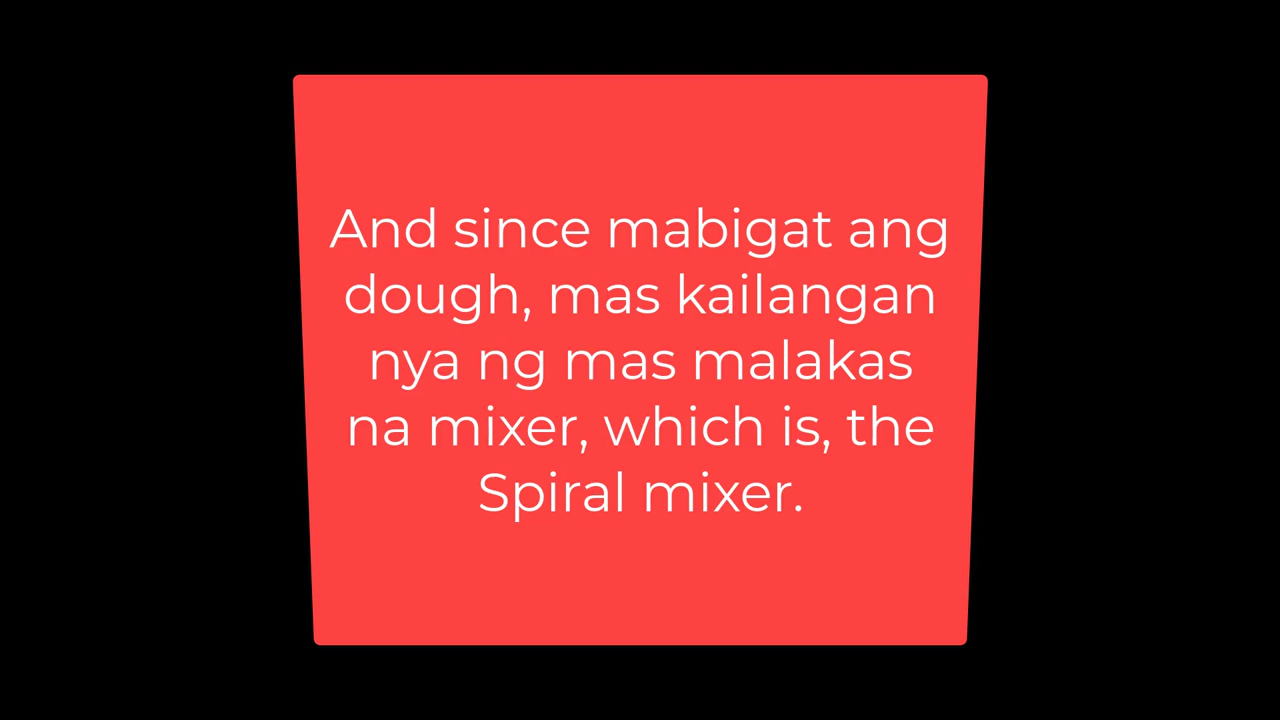 And since mabigat ang
dough, mas kailangan
nya ng mas malakas
na mixer, which is, the
Spiral mixer.